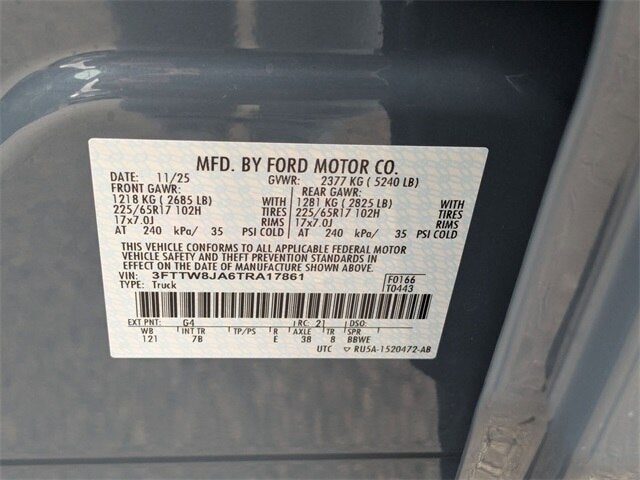 MFD. BY FORD MOTOR CO.
DATE: 11/25 GVWR: 2377 KG ( 5240 LB)
FRONT GAWR: REAR GAWR:
1218 KG ( 2685 LB) WITH 1281 KG ( 2825 LB) WITH
225/65R17 102H TIRES 225/65R17 102H TIRES
17x7.0J RIMS 17x7.0J RIMS
AT 240 kPa/ 35 PSI COLD AT 240 kPa/ 35 PSI COLD
THIS VEHICLE CONFORMS TO ALL APPLICABLE FEDERAL MOTOR
VEHICLE SAFETY AND THEFT PREVENTION STANDARDS IN
EFFECT ON THE DATE OF MANUFACTURE SHOWN ABOVE.
VIN: 3FTTW8JA6TRA17861 F0166
TYPE: Truck T0443
EXT PNT: G4 RC: 21 DSO:
WB INT TR TP/PS R AXLE TR SPR
121 7B E 38 8 BBWE
UTC RU5A-1520472-AB